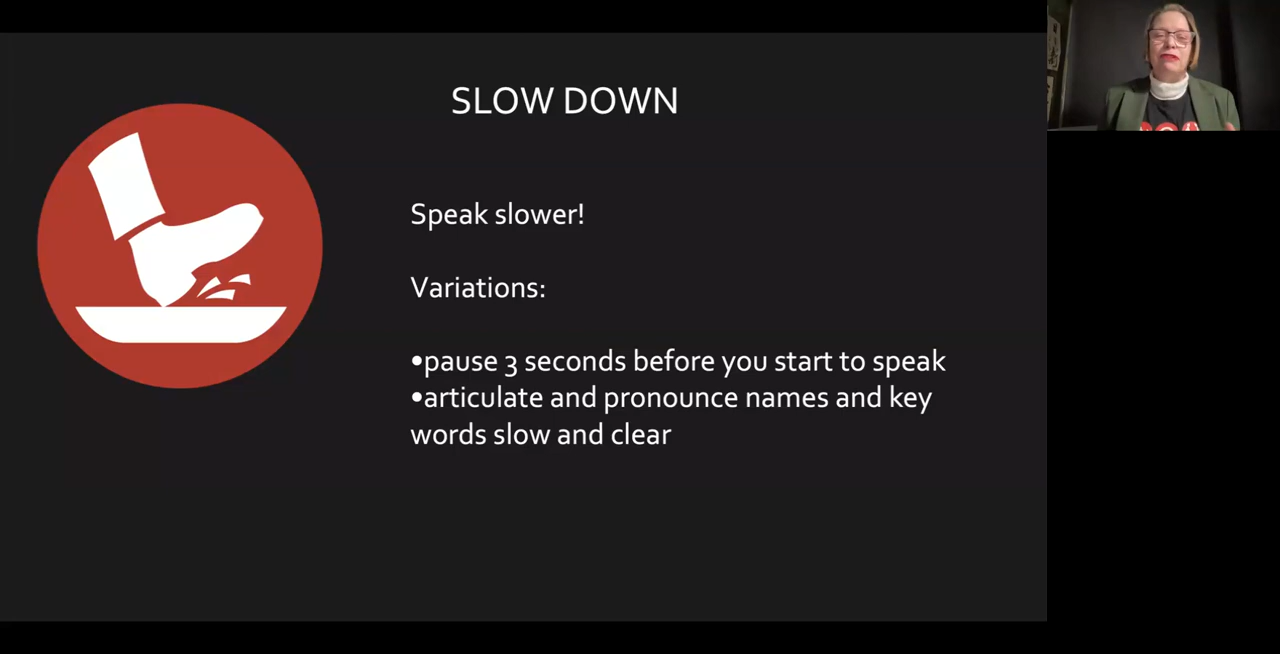 SLOW DOWN
Speak slower!
Variations:
•pause 3 seconds before you start to speak
•articulate and pronounce names and key
words slow and clear